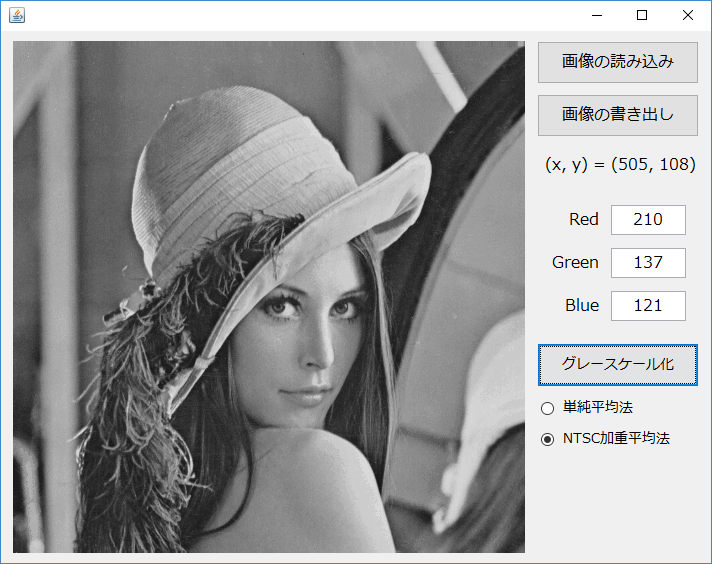 画像の読み込み
画像の書き出し
(x, y) = (505, 108)
Red 210
Green 137
Blue 121
グレースケール化
単純平均法
NTSC加重平均法